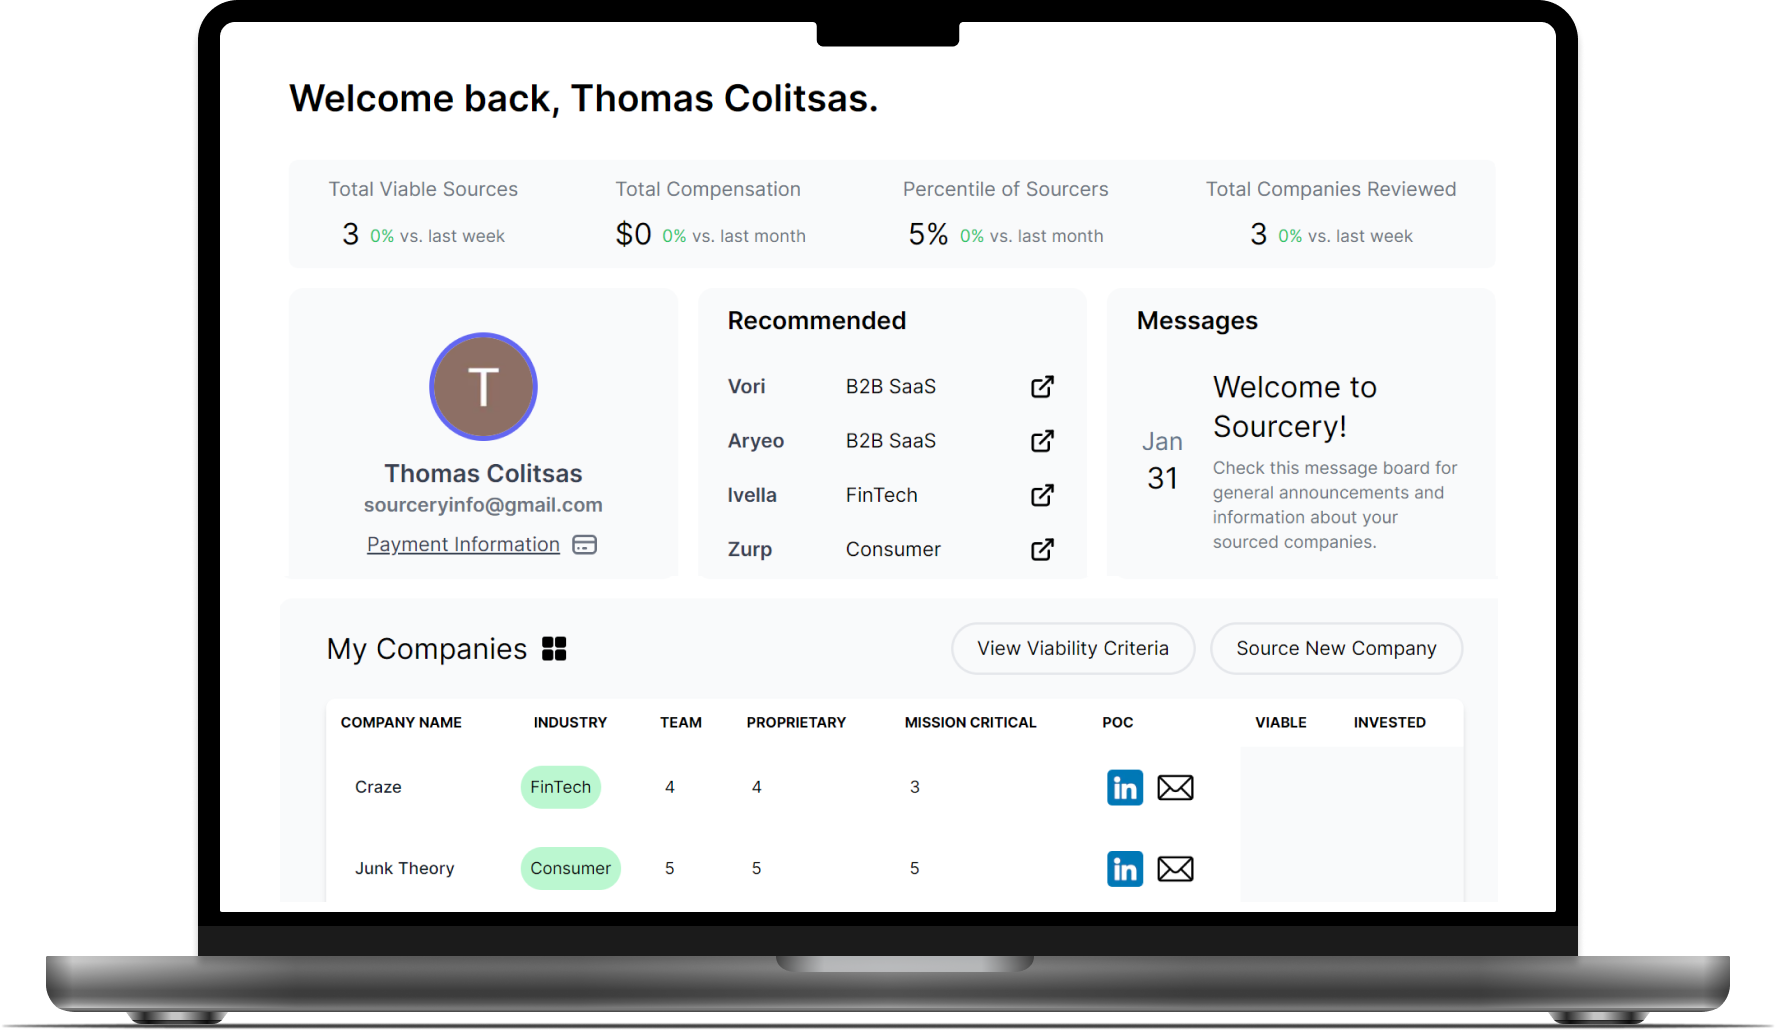 Welcome back, Thomas Colitsas.
Total Viable Sources
3 0% vs. last week
Total Compensation
$0 0% vs. last month
Percentile of Sourcers
5% 0% vs. last month
Total Companies Reviewed
3 0% vs. last week
T
Thomas Colitsas
sourceryinfo@gmail.com
Payment Information
Recommended
Vori B2B SaaS
Aryeo B2B SaaS
Ivella FinTech
Zurp Consumer
Messages
Jan
31
Welcome to
Sourcery!
Check this message board for
general announcements and
information about your
sourced companies.
My Companies
View Viability Criteria
Source New Company
COMPANY NAME INDUSTRY TEAM PROPRIETARY MISSION CRITICAL POC VIABLE INVESTED
Craze FinTech 4 4 3 in
Junk Theory Consumer 5 5 5 in